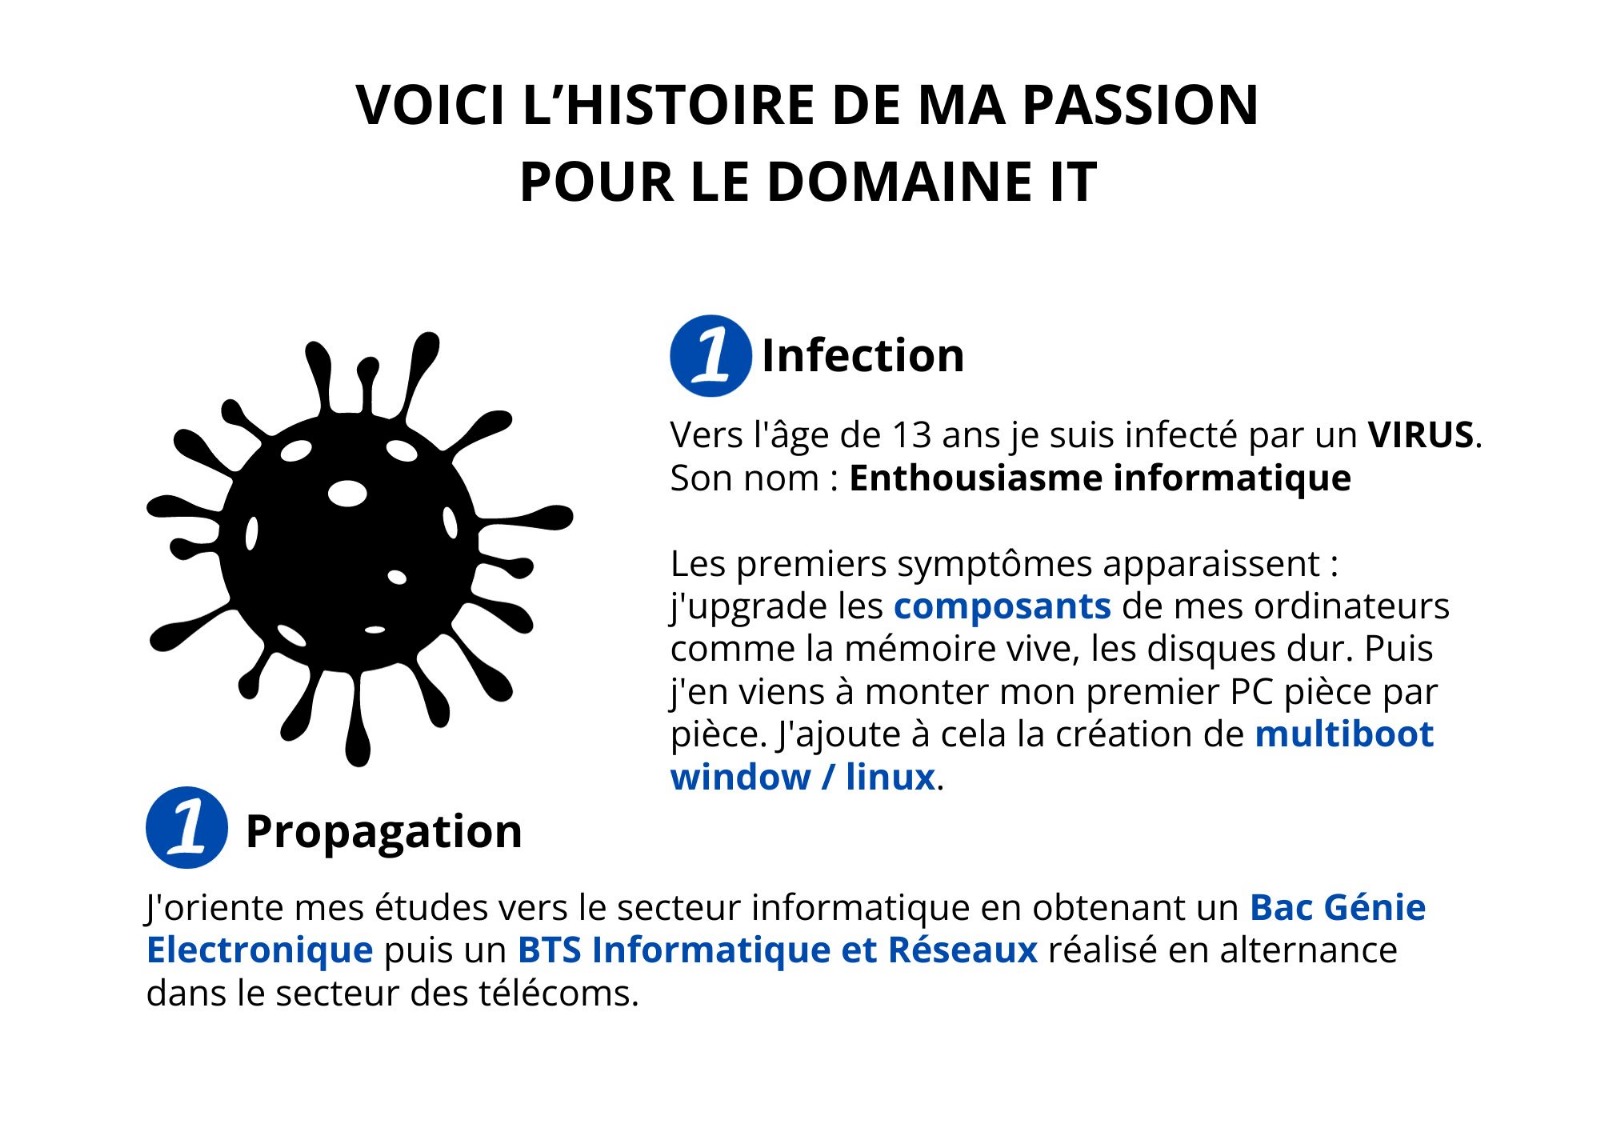 VOICI L’HISTOIRE DE MA PASSION
POUR LE DOMAINE IT
1 Infection
Vers l'âge de 13 ans je suis infecté par un VIRUS.
Son nom : Enthousiasme informatique
Les premiers symptômes apparaissent :
j'upgrade les composants de mes ordinateurs
comme la mémoire vive, les disques dur. Puis
j'en viens à monter mon premier PC pièce par
pièce. J'ajoute à cela la création de multiboot
window / linux.
1 Propagation
J'oriente mes études vers le secteur informatique en obtenant un Bac Génie
Electronique puis un BTS Informatique et Réseaux réalisé en alternance
dans le secteur des télécoms.